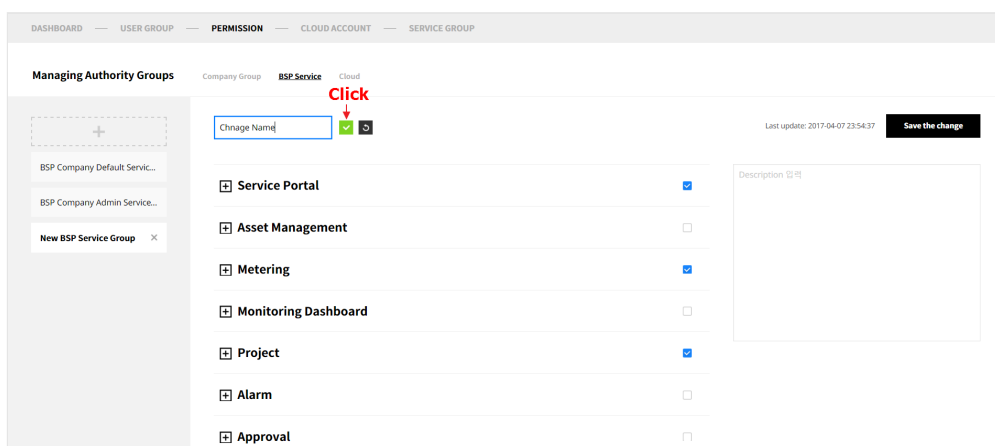 DASHBOARD — USER GROUP — PERMISSION — CLOUD ACCOUNT — SERVICE GROUP
Managing Authority Groups Company Group BSP Service Cloud
Click
Chnage Name
Last update: 2017-04-07 23:54:37 Save the change
BSP Company Default Servic...
BSP Company Admin Service...
New BSP Service Group ×
Service Portal
Asset Management
Metering
Monitoring Dashboard
Project
Alarm
Approval
Description 입력